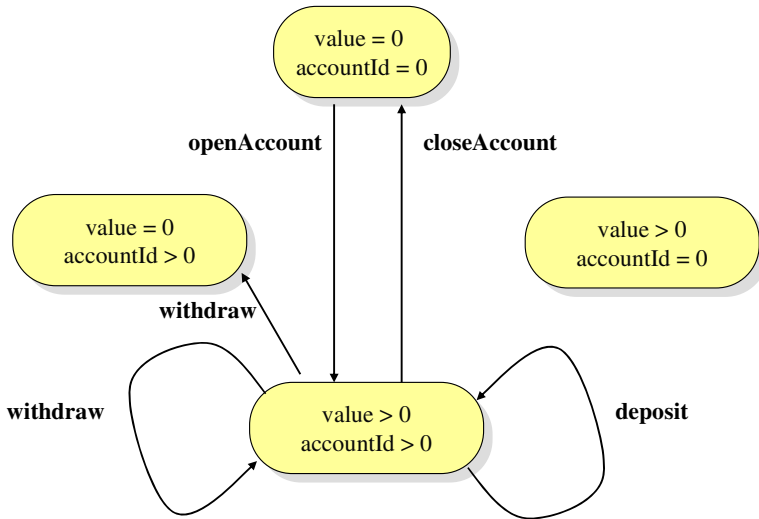 value = 0
accountId = 0
openAccount
closeAccount
value = 0
accountId > 0
value > 0
accountId = 0
withdraw
withdraw
value > 0
accountId > 0
deposit